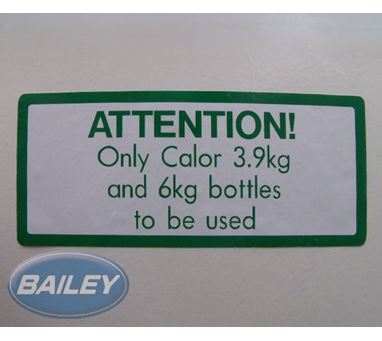 ATTENTION!
Only Calor 3.9kg
and 6kg bottles
to be used
BAILEY